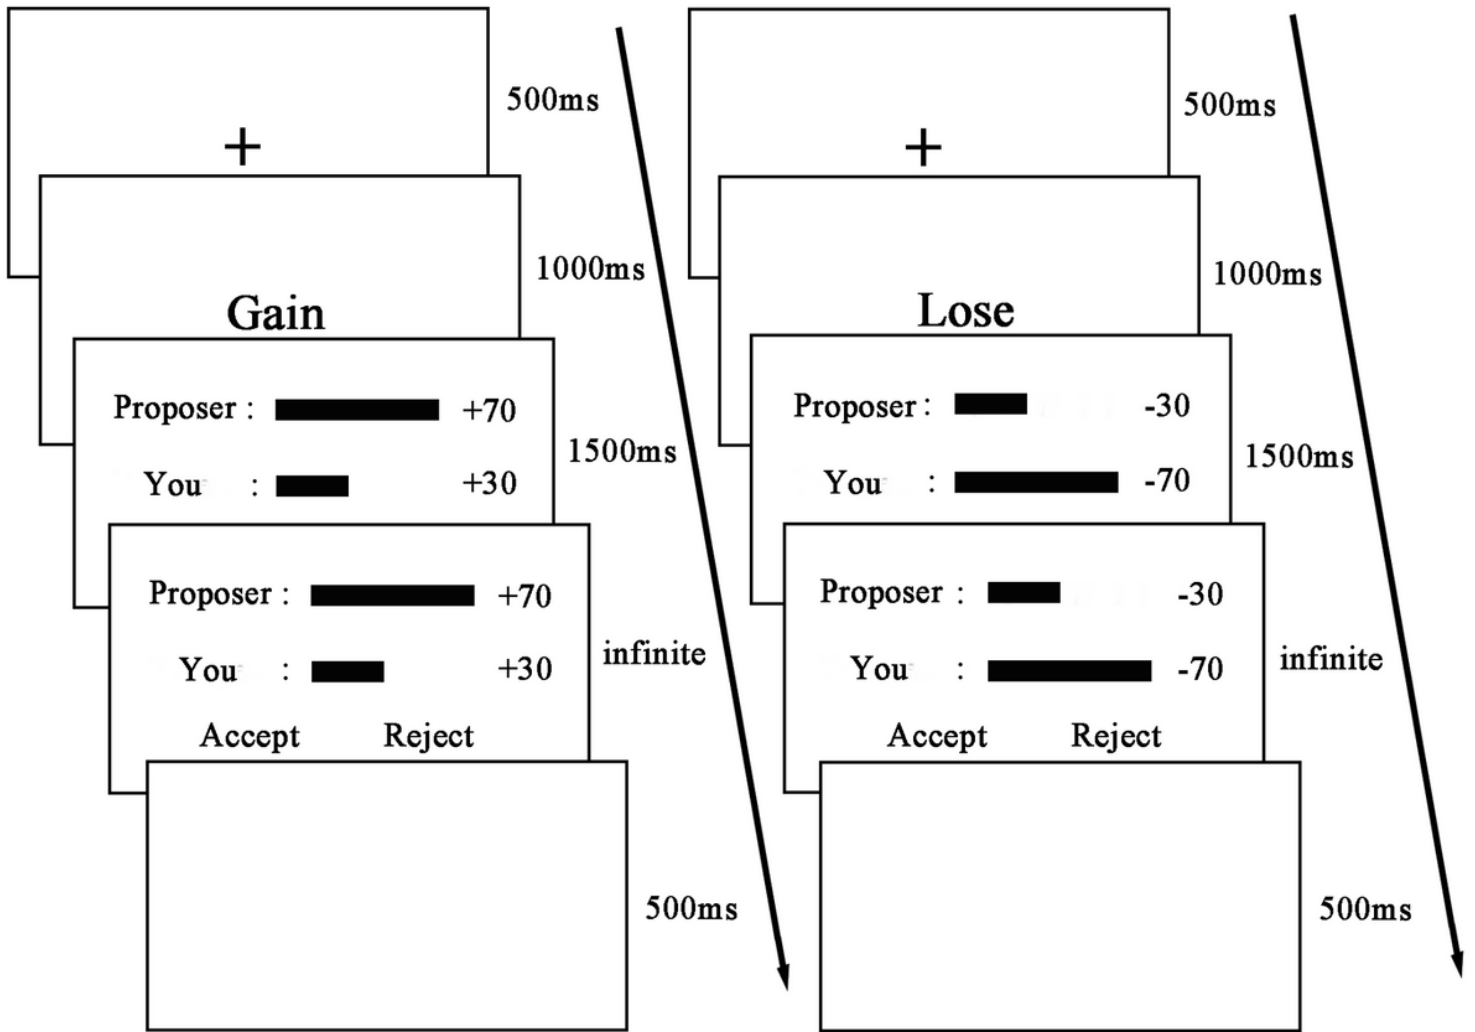 +
500ms
Gain
1000ms
Proposer : +70
You : +30
1500ms
Proposer : +70
You : +30
Accept Reject
infinite
500ms
+
500ms
Lose
1000ms
Proposer : -30
You : -70
1500ms
Proposer : -30
You : -70
Accept Reject
infinite
500ms